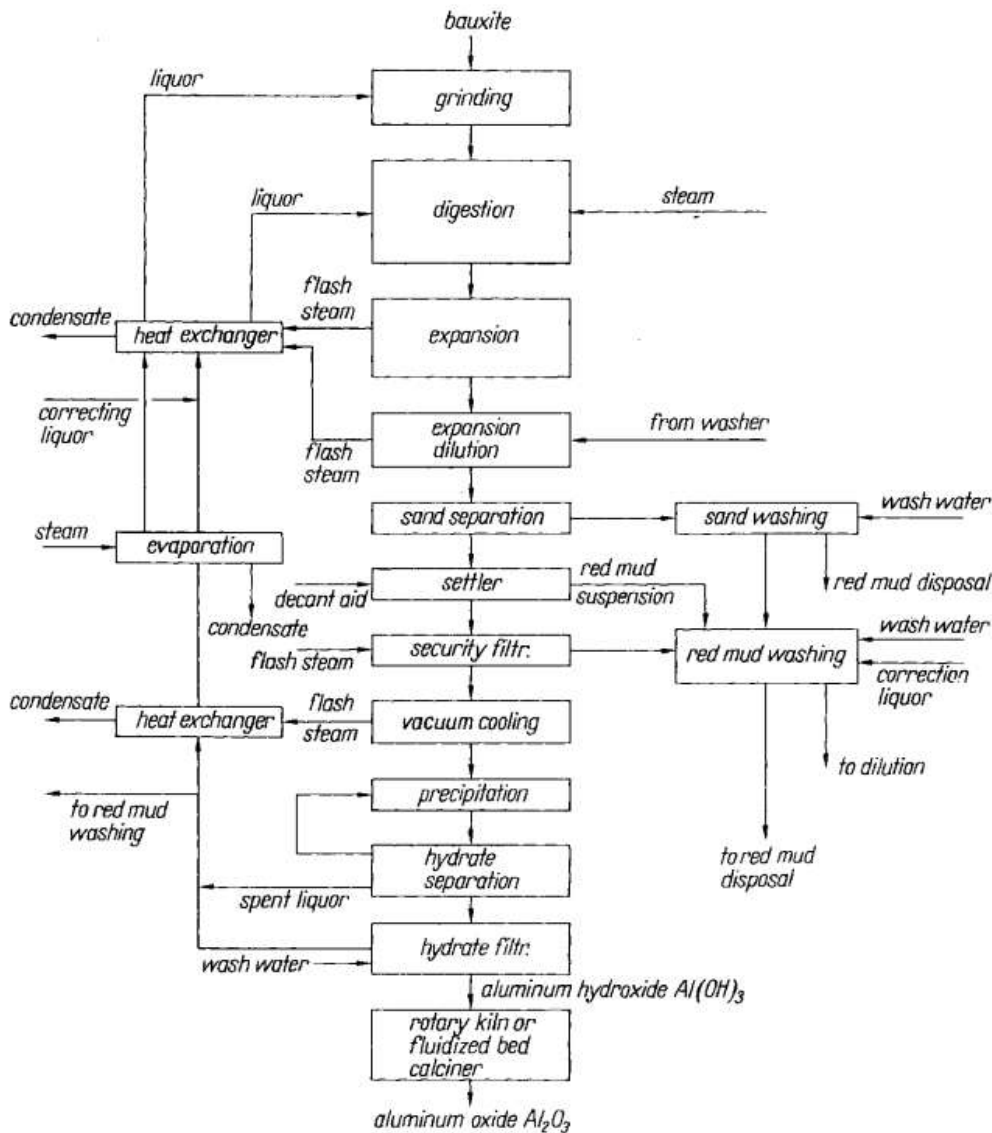 bauxite
liquor
grinding
liquor
digestion
steam
flash
steam
condensate
heat exchanger
expansion
correcting
liquor
expansion
dilution
from washer
flash
steam
sand separation
sand washing
wash water
steam
evaporation
settler
red mud
suspension
red mud disposal
decant aid
condensate
wash water
flash steam
security filtr.
red mud washing
correction
liquor
condensate
heat exchanger
flash
steam
vacuum cooling
to dilution
precipitation
to red mud
washing
hydrate
separation
to red mud
disposal
spent liquor
hydrate filtr.
wash water
aluminum hydroxide Al(OH)3
rotary kiln or
fluidized bed
calciner
aluminum oxide Al2O3